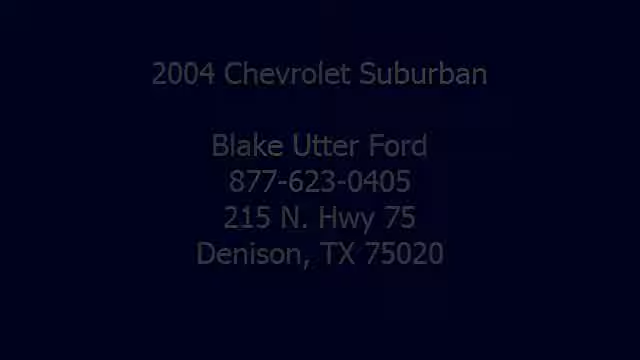 2004 Chevrolet Suburban
Blake Utter Ford
877-623-0405
215 N. Hwy 75
Denison, TX 75020